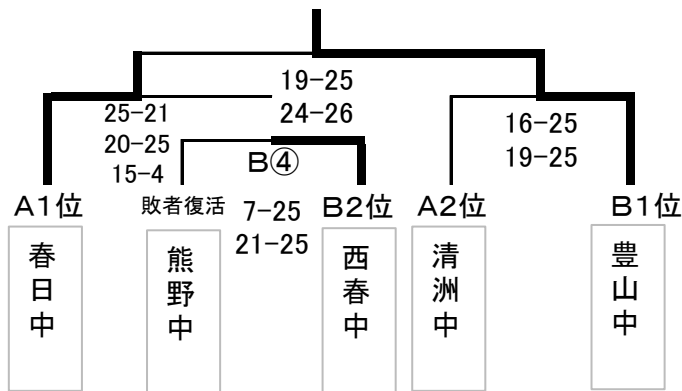 19-25
24-26
25-21
20-25
15-4
16-25
19-25
B④
A1位
敗者復活
7-25
21-25
B2位
A2位
B1位
春日中
熊野中
西春中
清洲中
豊山中